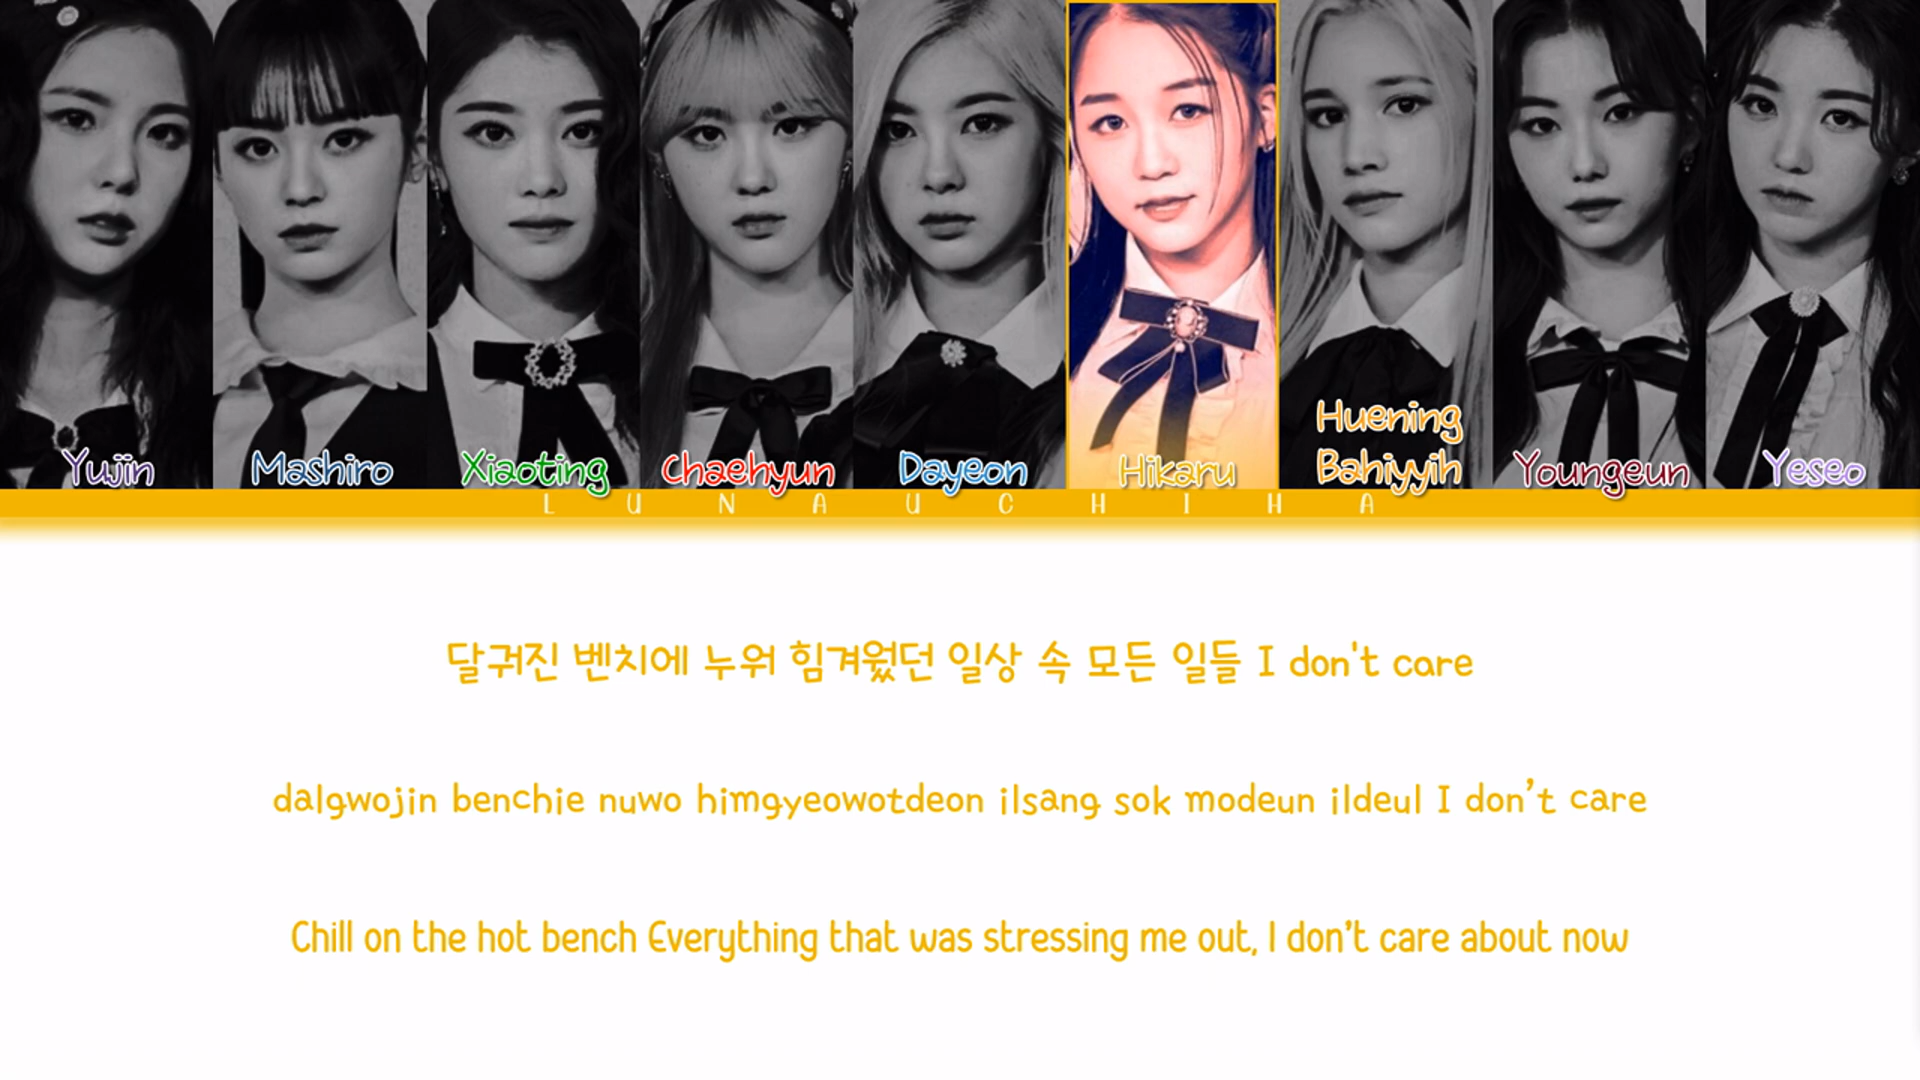 Yujin
Mashiro
Xiaoting
Chaehyun
Dayeon
Hikaru
Huening
Bahiyyih
Youngeun
Yeseo
L U N A U C H I H A
달궈진 벤치에 누워 힘겨웠던 일상 속 모든 일들 I don't care
dalgwojin benchie nuwo himgyeowotdeon ilsang sok modeun ildeul I don’t care
Chill on the hot bench Everything that was stressing me out, I don’t care about now